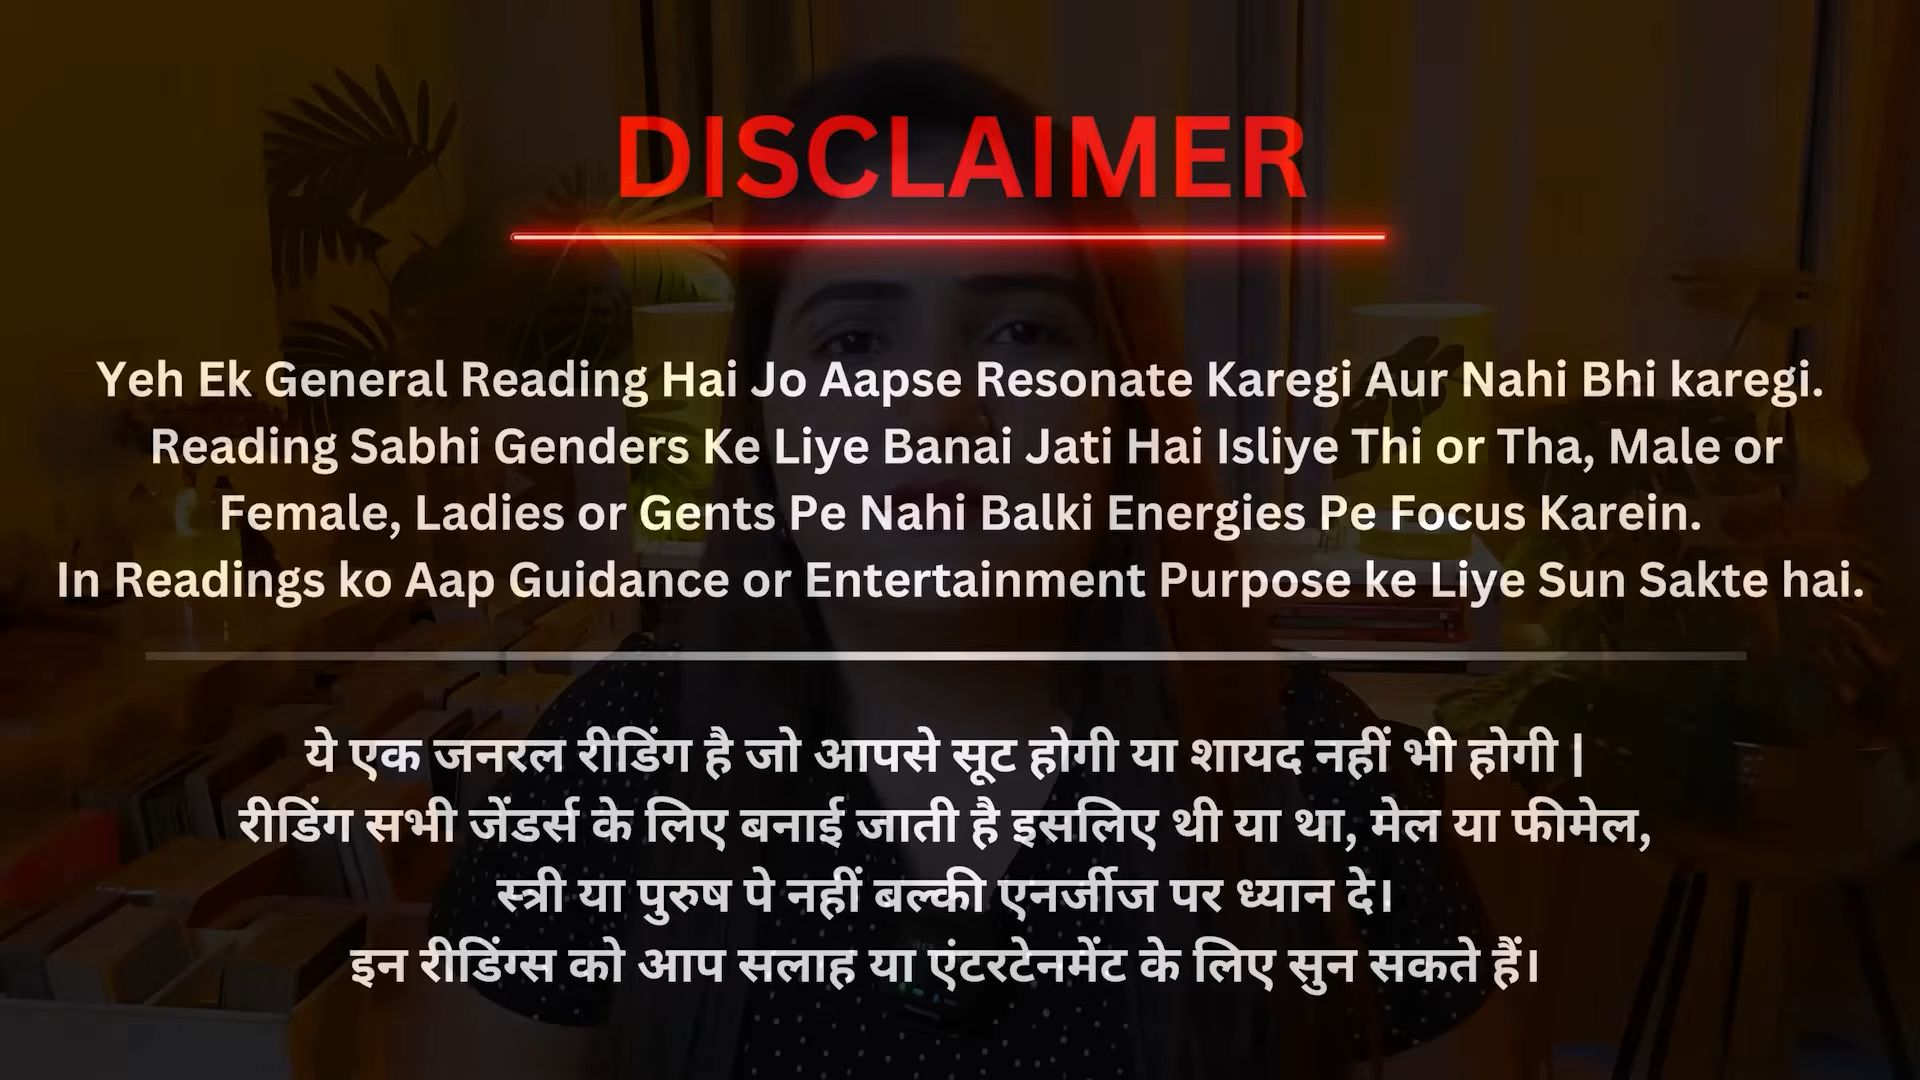 DISCLAIMER
Yeh Ek General Reading Hai Jo Aapse Resonate Karegi Aur Nahi Bhi karegi.
Reading Sabhi Genders Ke Liye Banai Jati Hai Isliye Thi or Tha, Male or
Female, Ladies or Gents Pe Nahi Balki Energies Pe Focus Karein.
In Readings ko Aap Guidance or Entertainment Purpose ke Liye Sun Sakte hai.
ये एक जनरल रीडिंग है जो आपसे सूट होगी या शायद नहीं भी होगी |
रीडिंग सभी जेंडर्स के लिए बनाई जाती है इसलिए थी या था, मेल या फीमेल,
स्त्री या पुरुष पे नहीं बल्की एनर्जीज पर ध्यान दे।
इन रीडिंग्स को आप सलाह या एंटरटेनमेंट के लिए सुन सकते हैं।